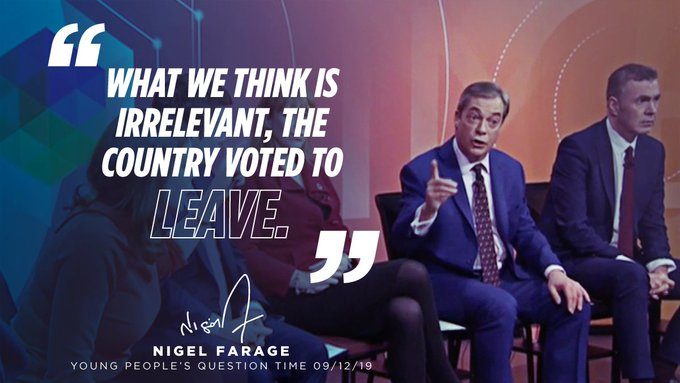 “
WHAT WE THINK IS
IRRELEVANT, THE
COUNTRY VOTED TO
LEAVE.
”
Nigel
NIGEL FARAGE
YOUNG PEOPLE'S QUESTION TIME 09/12/19